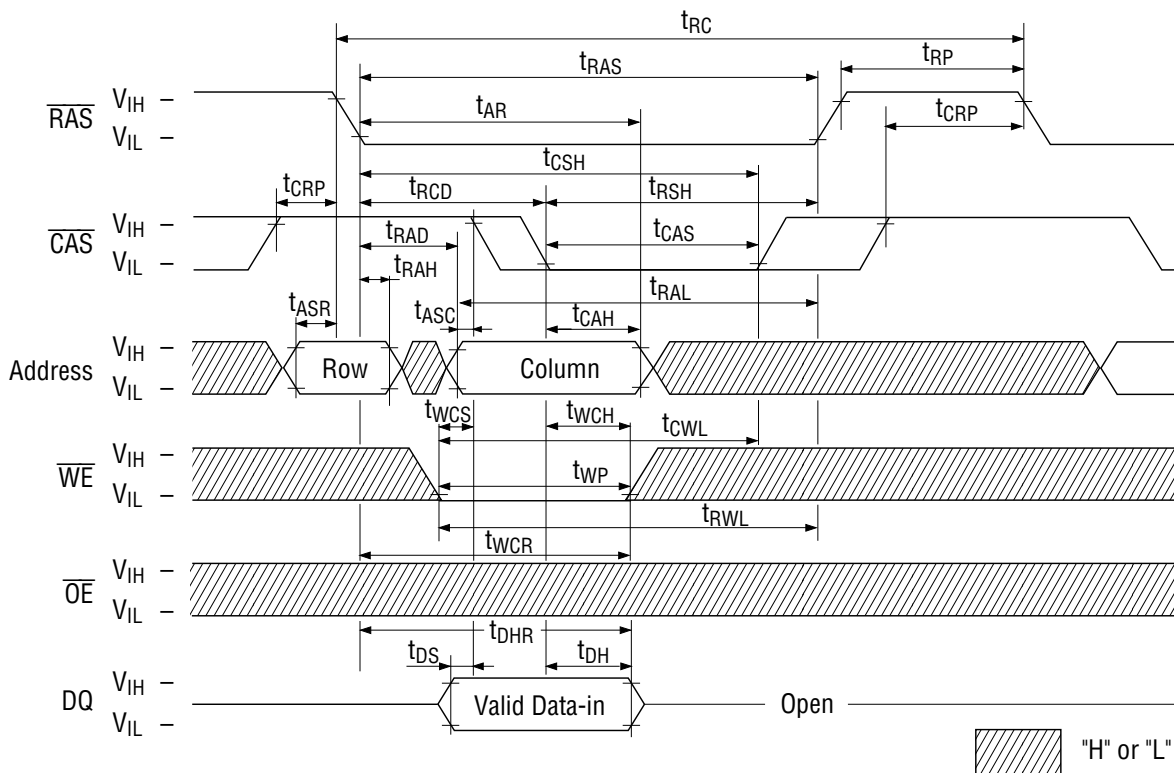 tRC
tRAS
tRP
RAS
VIH –
VIL –
tAR
tCRP
tCSH
tCRP
tRCD
tRSH
CAS
VIH –
VIL –
tRAD
tCAS
tRAH
tRAL
tASR
tASC
tCAH
Address
VIH –
VIL –
Row
Column
tWCS
tWCH
tCWL
WE
VIH –
VIL –
tWP
tRWL
tWCR
OE
VIH –
VIL –
tDHR
tDS
tDH
DQ
VIH –
VIL –
Valid Data-in
Open
"H" or "L"